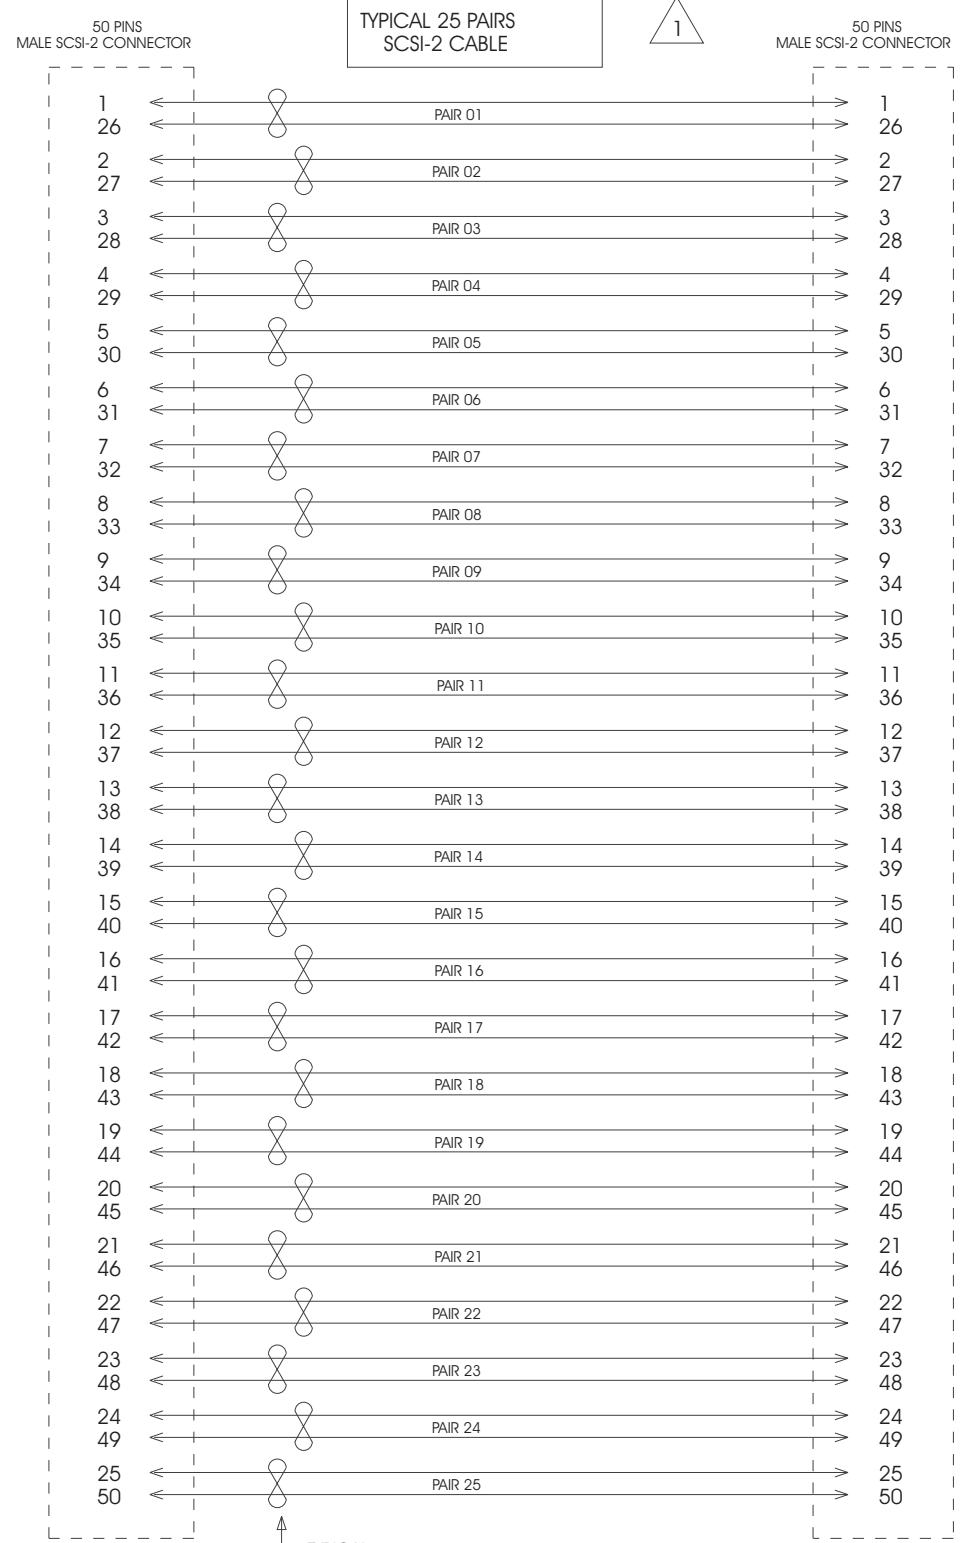 TYPICAL 25 PAIRS
SCSI-2 CABLE
1
50 PINS
MALE SCSI-2 CONNECTOR
50 PINS
MALE SCSI-2 CONNECTOR
1 PAIR 01 1
26 26
2 PAIR 02 2
27 27
3 PAIR 03 3
28 28
4 PAIR 04 4
29 29
5 PAIR 05 5
30 30
6 PAIR 06 6
31 31
7 PAIR 07 7
32 32
8 PAIR 08 8
33 33
9 PAIR 09 9
34 34
10 PAIR 10 10
35 35
11 PAIR 11 11
36 36
12 PAIR 12 12
37 37
13 PAIR 13 13
38 38
14 PAIR 14 14
39 39
15 PAIR 15 15
40 40
16 PAIR 16 16
41 41
17 PAIR 17 17
42 42
18 PAIR 18 18
43 43
19 PAIR 19 19
44 44
20 PAIR 20 20
45 45
21 PAIR 21 21
46 46
22 PAIR 22 22
47 47
23 PAIR 23 23
48 48
24 PAIR 24 24
49 49
25 PAIR 25 25
50 50